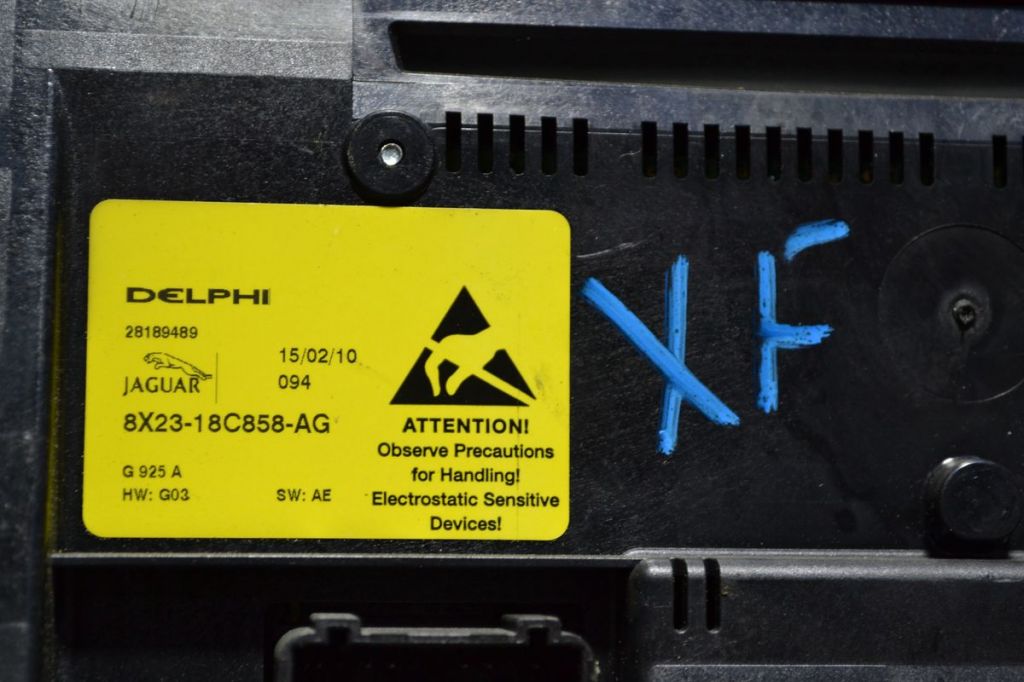 DELPHI
28189489
JAGUAR
15/02/10
094
8X23-18C858-AG
G 925 A
HW: G03
SW: AE
ATTENTION!
Observe Precautions
for Handling!
Electrostatic Sensitive
Devices!
XF